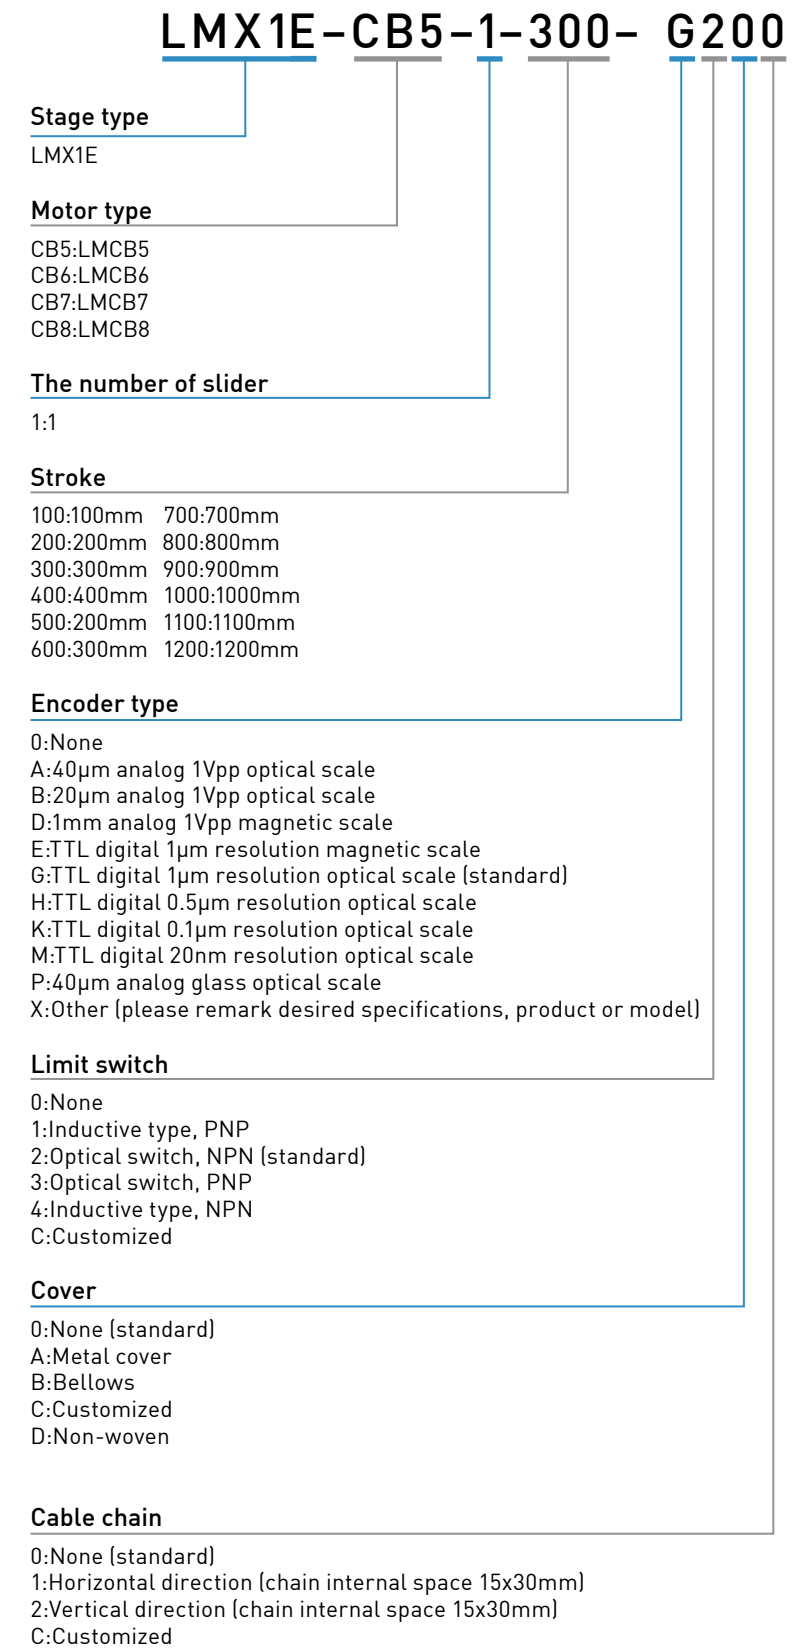 LMX1E-CB5-1-300- G200
Stage type
LMX1E
Motor type
CB5:LMCB5
CB6:LMCB6
CB7:LMCB7
CB8:LMCB8
The number of slider
1:1
Stroke
100:100mm 700:700mm
200:200mm 800:800mm
300:300mm 900:900mm
400:400mm 1000:1000mm
500:200mm 1100:1100mm
600:300mm 1200:1200mm
Encoder type
0:None
A:40μm analog 1Vpp optical scale
B:20μm analog 1Vpp optical scale
D:1mm analog 1Vpp magnetic scale
E:TTL digital 1μm resolution magnetic scale
G:TTL digital 1μm resolution optical scale (standard)
H:TTL digital 0.5μm resolution optical scale
K:TTL digital 0.1μm resolution optical scale
M:TTL digital 20nm resolution optical scale
P:40μm analog glass optical scale
X:Other (please remark desired specifications, product or model)
Limit switch
0:None
1:Inductive type, PNP
2:Optical switch, NPN (standard)
3:Optical switch, PNP
4:Inductive type, NPN
C:Customized
Cover
0:None (standard)
A:Metal cover
B:Bellows
C:Customized
D:Non-woven
Cable chain
0:None (standard)
1:Horizontal direction (chain internal space 15x30mm)
2:Vertical direction (chain internal space 15x30mm)
C:Customized